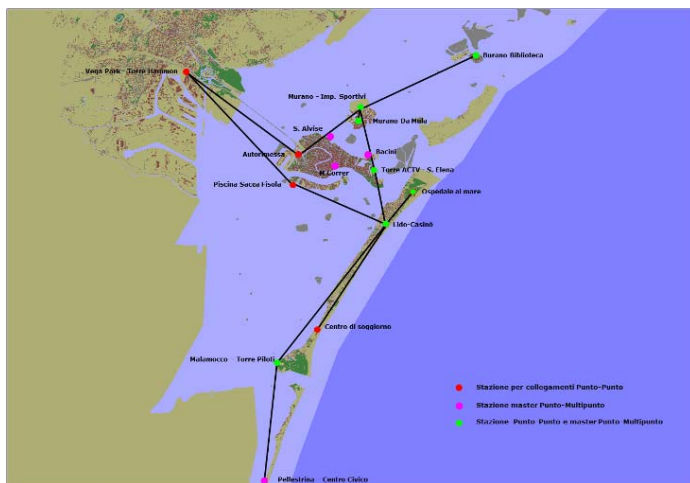 Burano Biblioteca
Vega Park - Torre Hammon
Murano - Imp. Sportivi
Murano Da Mula
S. Alvise
Autorimessa
Bacini
M.Correr
Torre ACTV - S. Elena
Piscina Sacca Fisola
Ospedale al mare
Lido-Casinò
Centro di soggiorno
Malamocco - Torre Piloti
Stazione per collegamenti Punto-Punto
Stazione master Punto-Multipunto
Stazione Punto Punto e master Punto Multipunto
Pellestrina Centro Civico